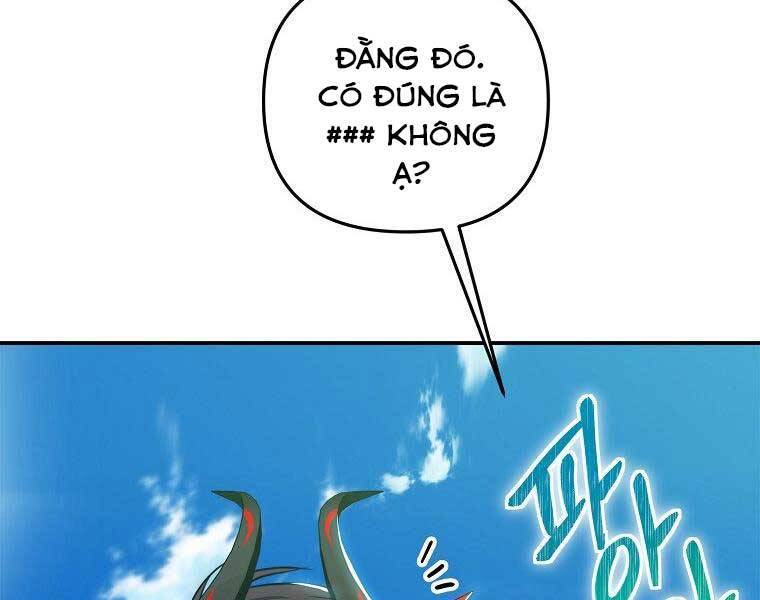 ĐẰNG ĐÓ.
CÓ ĐÚNG LÀ
### KHÔNG
Ạ?
파아